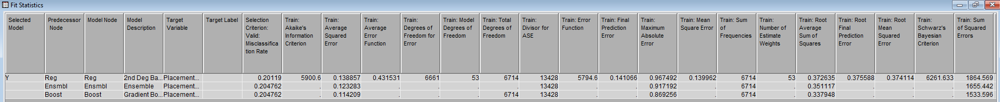 Fit Statistics
Selected Model Predecessor Node Model Node Model Description Target Variable Target Label Selection Criterion: Valid: Misclassifica tion Rate Train: Akaike's Information Criterion Train: Average Squared Error Train: Average Error Function Train: Degrees of Freedom for Error Train: Model Degrees of Freedom Train: Total Degrees of Freedom Train: Divisor for ASE Train: Error Function Train: Final Prediction Error Train: Maximum Absolute Error Train: Mean Square Error Train: Sum of Frequencies Train: Number of Estimate Weights Train: Root Average Sum of Squares Train: Root Final Prediction Error Train: Root Mean Squared Error Train: Schwarz's Bayesian Criterion Train: Sum of Squared Errors
Y Reg Reg 2nd Deg Ba... Placement... 0.20119 5900.6 0.138857 0.431531 6661 53 6714 13428 5794.6 0.141066 0.967492 0.139962 6714 53 0.372635 0.375588 0.374114 6261.633 1864.569
Ensmbl Ensmbl Ensemble Placement... 0.204762 . 0.123283 . . . . 13428 . . 0.917192 . 6714 . 0.351117 . . . 1655.442
Boost Boost Gradient Bo... Placement... 0.204762 . 0.114209 . . . 6714 13428 . . 0.869256 . 6714 . 0.337948 . . . 1533.596